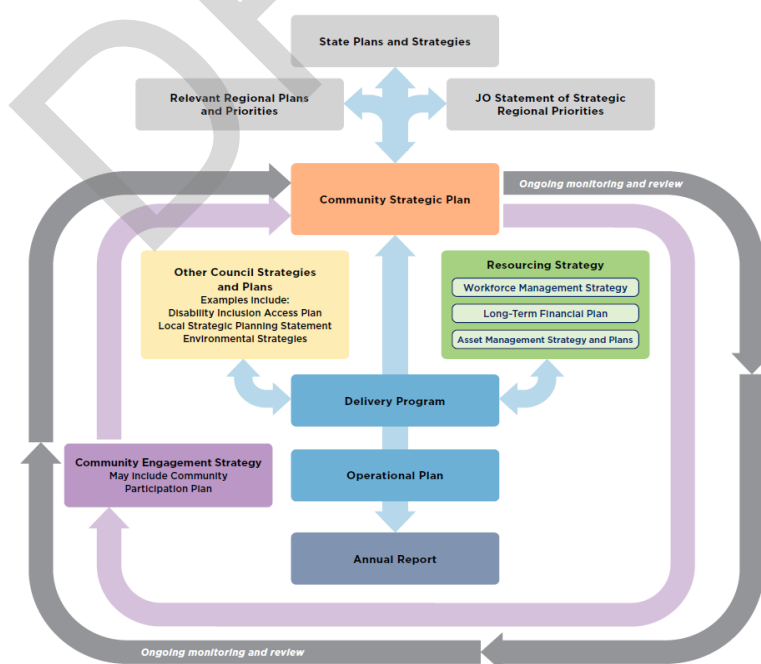 State Plans and Strategies
Relevant Regional Plans
and Priorities
JO Statement of Strategic
Regional Priorities
Community Strategic Plan
Ongoing monitoring and review
Other Council Strategies
and Plans
Examples include:
Disability Inclusion Access Plan
Local Strategic Planning Statement
Environmental Strategies
Resourcing Strategy
Workforce Management Strategy
Long-Term Financial Plan
Asset Management Strategy and Plans
Delivery Program
Community Engagement Strategy
May include Community
Participation Plan
Operational Plan
Annual Report
Ongoing monitoring and review